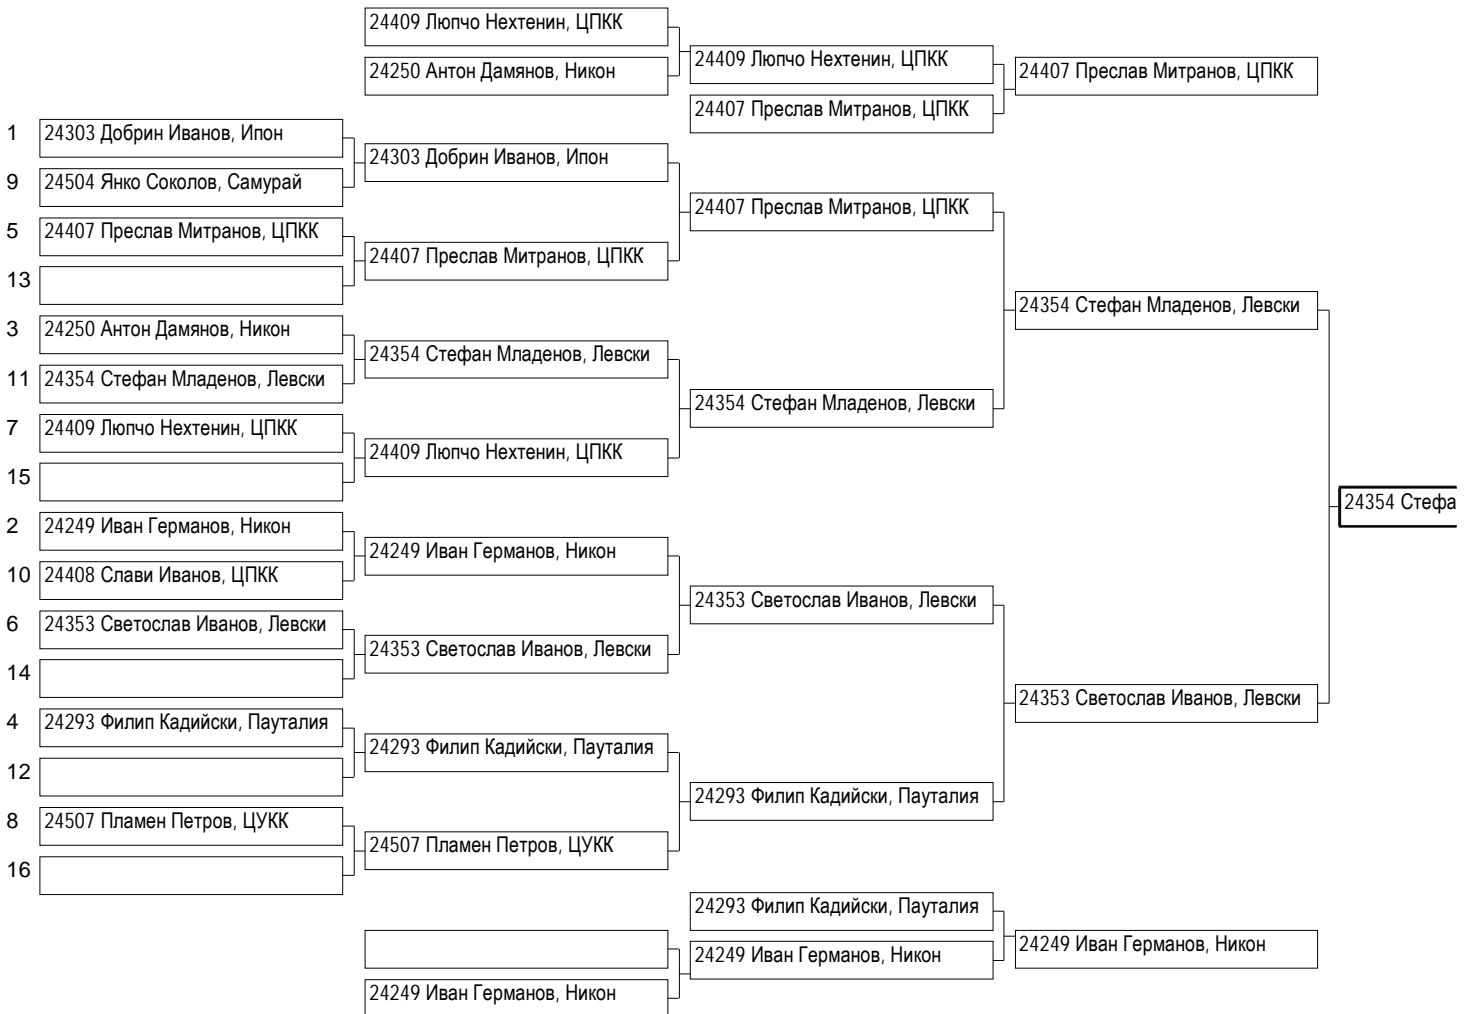 24409 Люпчо Нехтенин, ЦПКК
24250 Антон Дамянов, Никон
24409 Люпчо Нехтенин, ЦПКК
24407 Преслав Митранов, ЦПКК
24407 Преслав Митранов, ЦПКК
1 24303 Добрин Иванов, Ипон
9 24504 Янко Соколов, Самурай
5 24407 Преслав Митранов, ЦПКК
13
3 24250 Антон Дамянов, Никон
11 24354 Стефан Младенов, Левски
7 24409 Люпчо Нехтенин, ЦПКК
15
2 24249 Иван Германов, Никон
10 24408 Слави Иванов, ЦПКК
6 24353 Светослав Иванов, Левски
14
4 24293 Филип Кадийски, Пауталия
12
8 24507 Пламен Петров, ЦУКК
16
24303 Добрин Иванов, Ипон
24407 Преслав Митранов, ЦПКК
24354 Стефан Младенов, Левски
24409 Люпчо Нехтенин, ЦПКК
24249 Иван Германов, Никон
24353 Светослав Иванов, Левски
24293 Филип Кадийски, Пауталия
24507 Пламен Петров, ЦУКК
24407 Преслав Митранов, ЦПКК
24354 Стефан Младенов, Левски
24353 Светослав Иванов, Левски
24293 Филип Кадийски, Пауталия
24354 Стефан Младенов, Левски
24353 Светослав Иванов, Левски
24354 Стефа
24293 Филип Кадийски, Пауталия
24249 Иван Германов, Никон
24249 Иван Германов, Никон
24249 Иван Германов, Никон